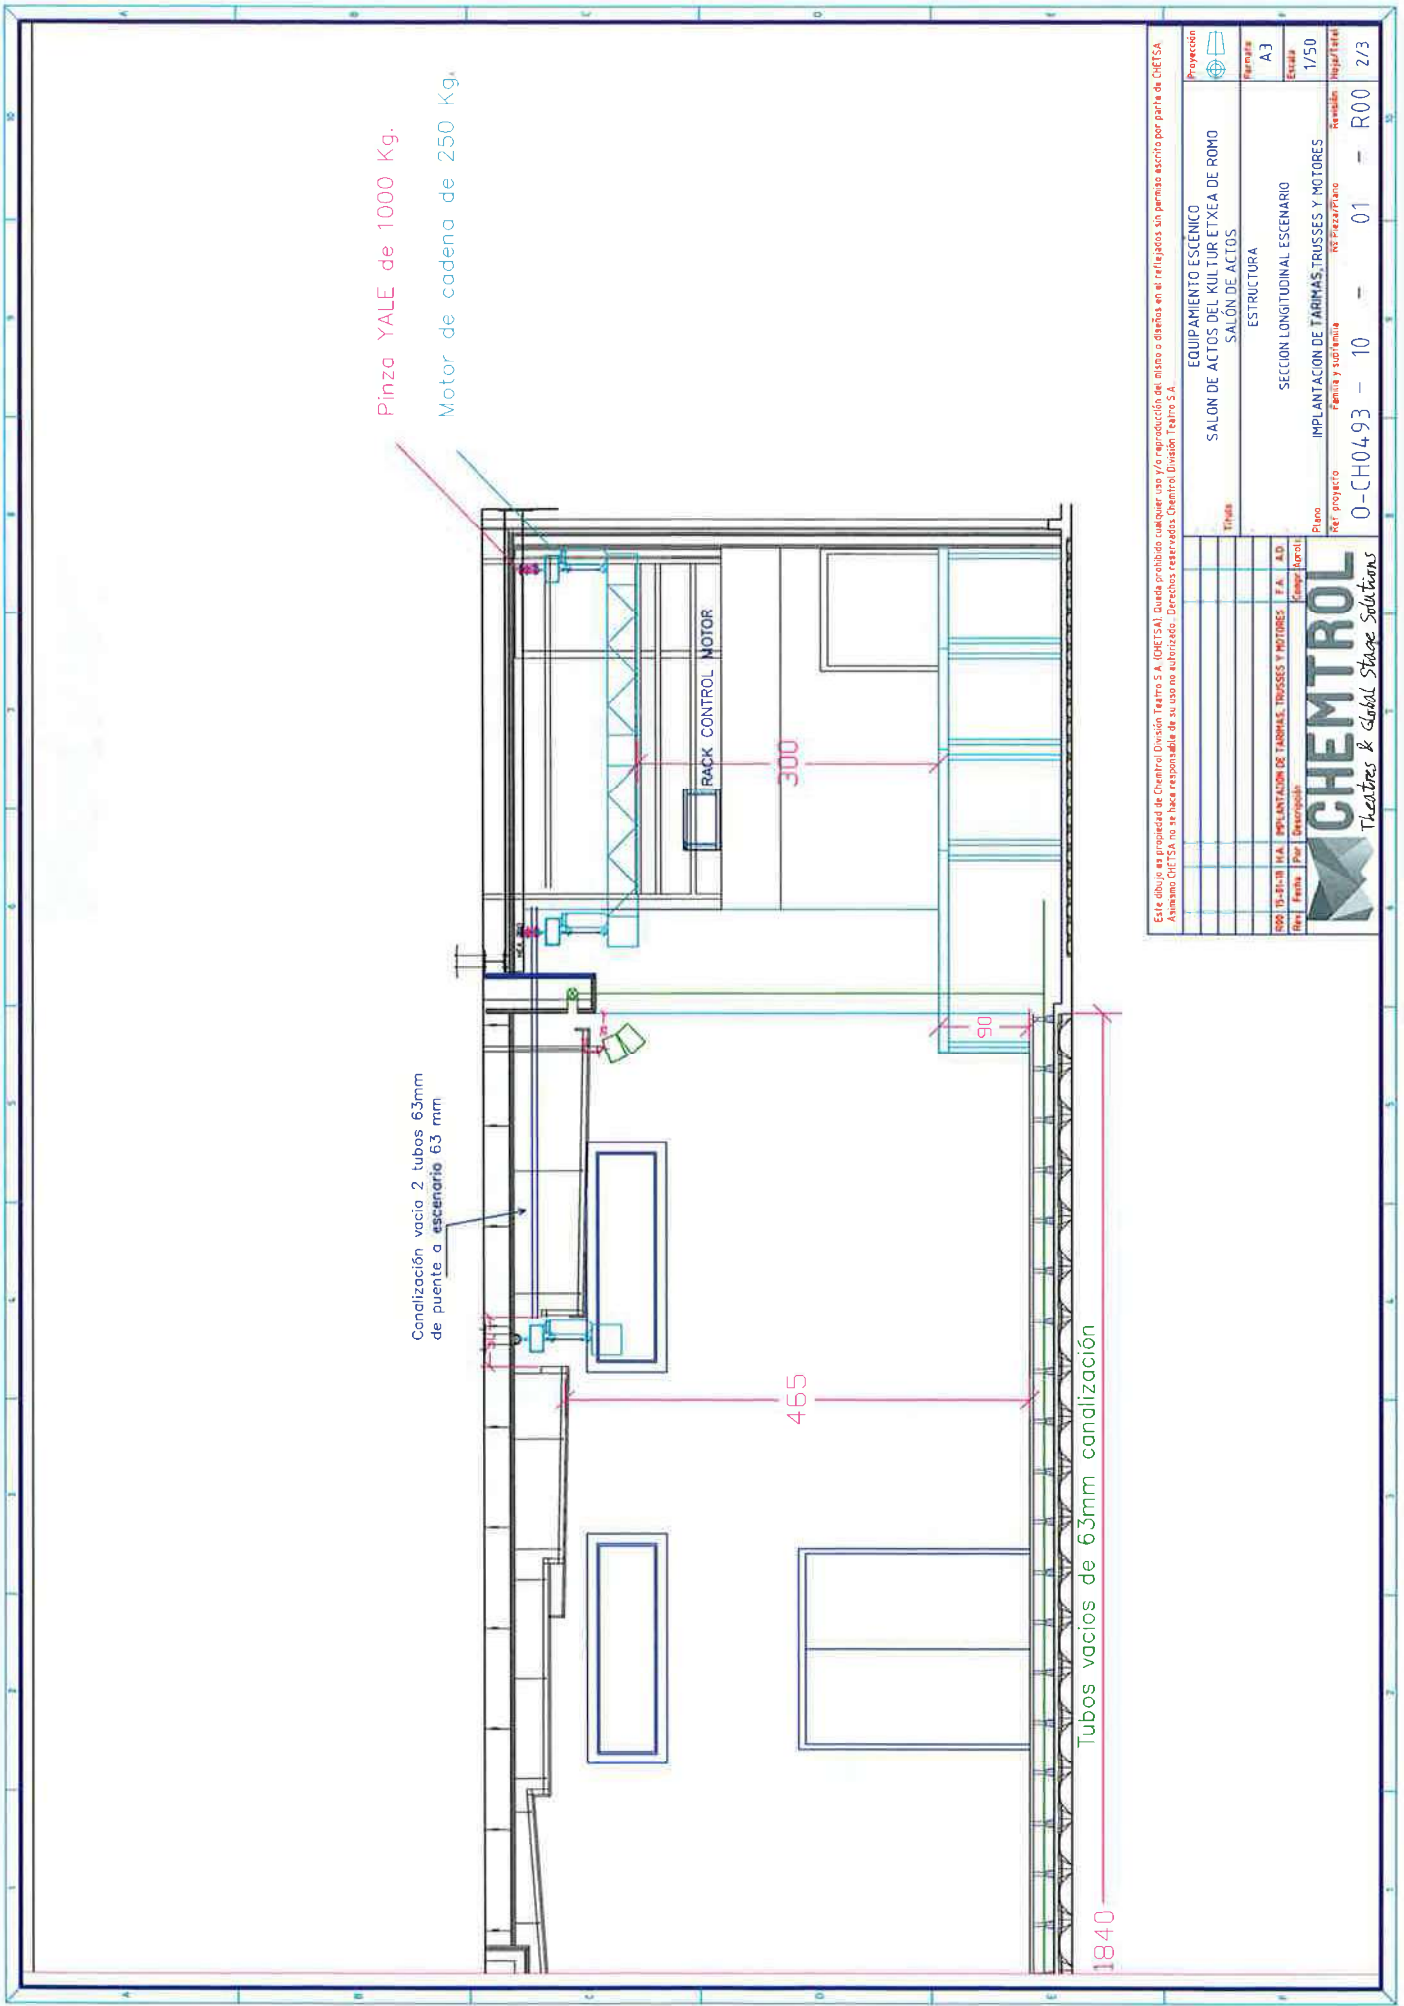 Pinza YALE de 1000 Kg.
Motor de cadena de 250 Kg.
Canalización vacia 2 tubos 63mm
de puente a escenario 63 mm
RACK CONTROL MOTOR
300
90
465
Tubos vacios de 63mm canalización
1840
Este dibujo es propiedad de Chemtrol División Teatro S.A. (CHETSA). Queda prohibido cualquier uso y/o reproducción del mismo o diseños en el reflejados sin permiso escrito por parte de CHETSA.
Asimismo CHETSA no se hace responsable de su uso no autorizado. Derechos reservados Chemtrol División Teatro S.A.
Título
EQUIPAMIENTO ESCÉNICO
SALON DE ACTOS DEL KULTUR ETXEA DE ROMO
SALÓN DE ACTOS
ESTRUCTURA
Proyección
Formato
A3
Escala
1/50
SECCION LONGITUDINAL ESCENARIO
Plano
IMPLANTACION DE TARIMAS,TRUSSES Y MOTORES
R00 15-01-18 M.A. IMPLANTACION DE TARIMAS, TRUSSES Y MOTORES F.A. A.D.
Rev. Fecha Por Descripción Compr. Aprob.
Ref. proyecto Familia y subfamilia Nº Pieza/Plano Revisión Hoja/Total
O-CH0493 - 10 - 01 - R00 2/3
CHEMTROL
Theatres & Global Stage Solutions